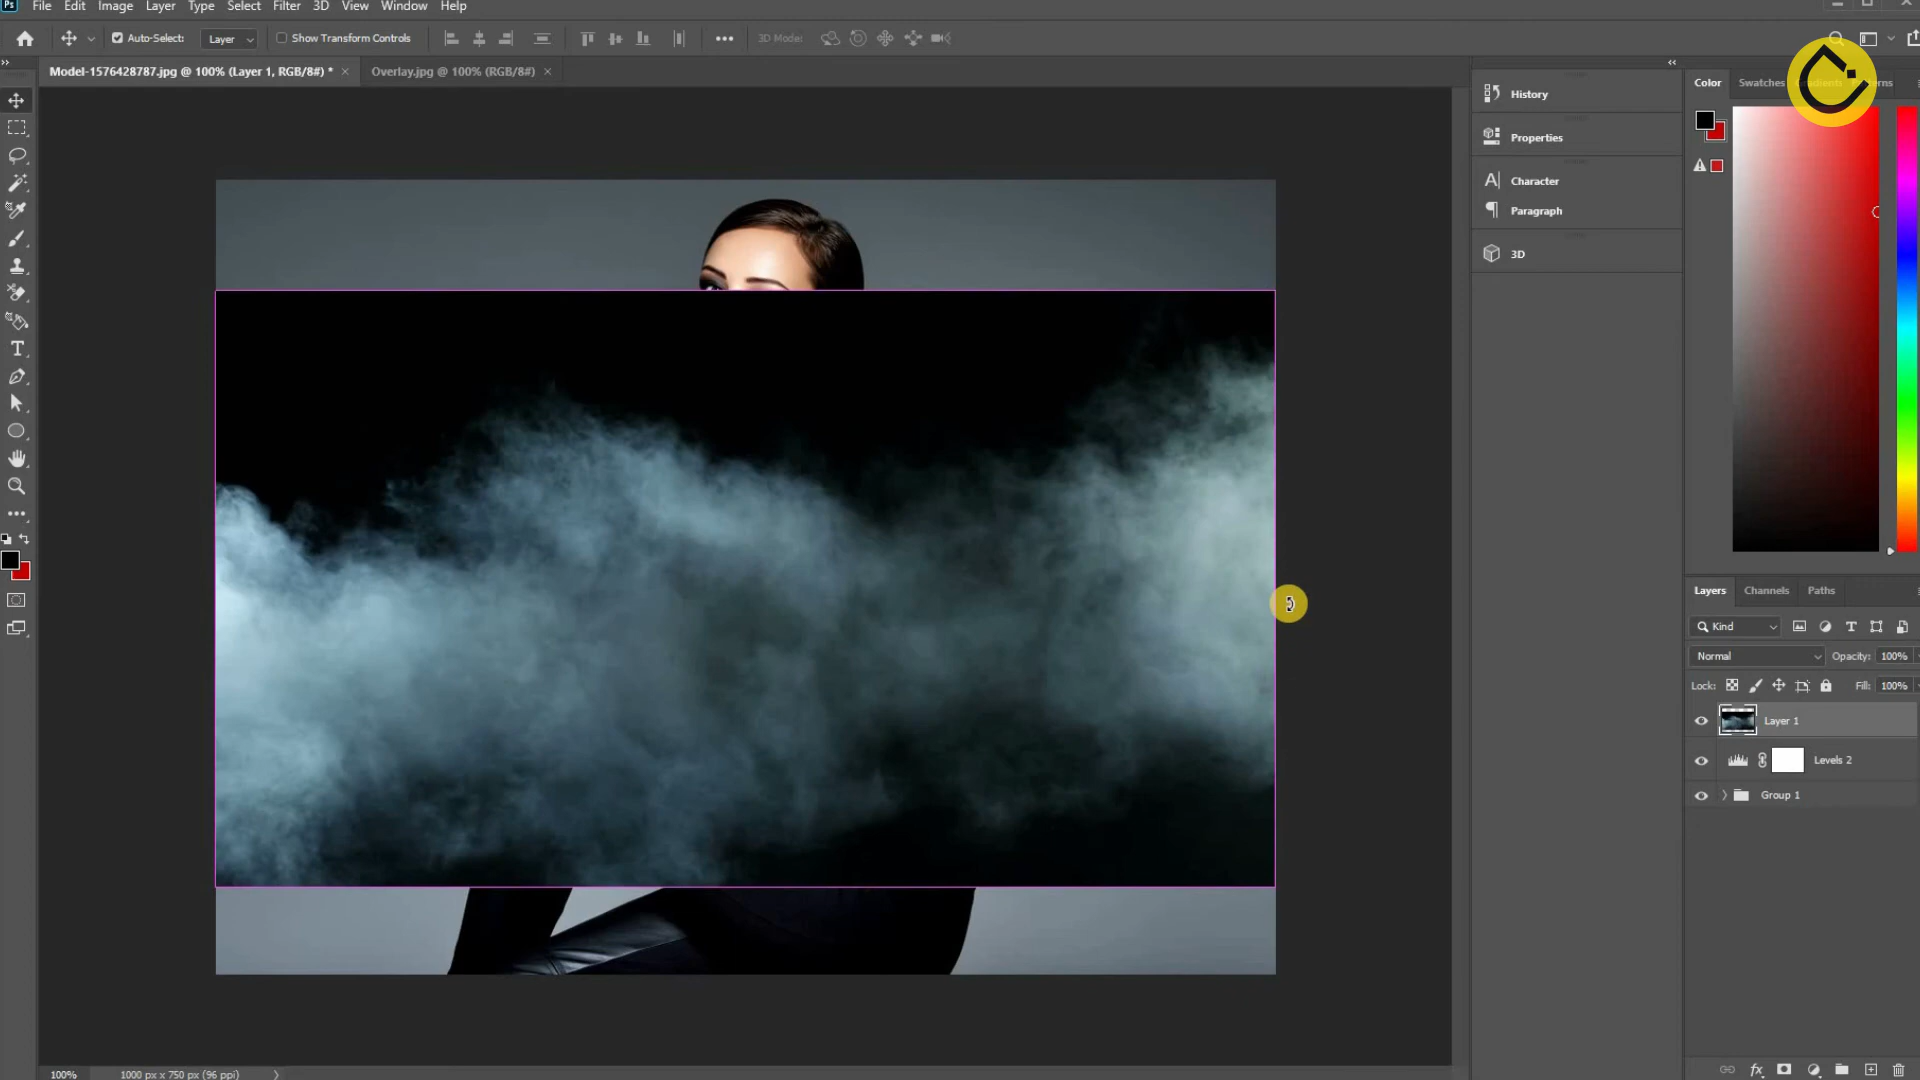 Ps File Edit Image Layer Type Select Filter 3D View Window Help
Auto-Select: Layer Show Transform Controls 3D Mode:
Model-1576428787.jpg @ 100% (Layer 1, RGB/8#) * × Overlay.jpg @ 100% (RGB/8#) ×
History
Properties
Character
Paragraph
3D
Color Swatches
Layers Channels Paths
Kind
Normal Opacity: 100%
Lock: Fill: 100%
Layer 1
Levels 2
Group 1
fx
100% 1000 px x 750 px (96 ppi)